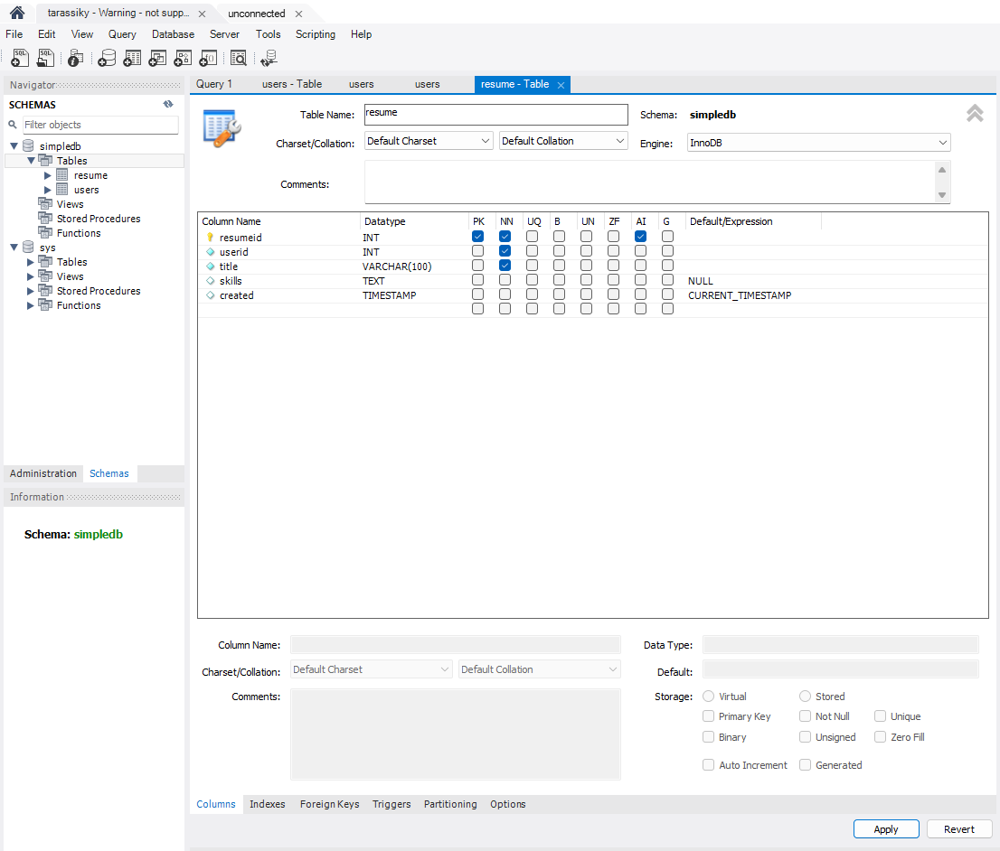 tarassiky - Warning - not supp... unconnected
File Edit View Query Database Server Tools Scripting Help
Navigator
SCHEMAS
Filter objects
simpledb
Tables
resume
users
Views
Stored Procedures
Functions
sys
Tables
Views
Stored Procedures
Functions
Administration Schemas
Information
Schema: simpledb
Query 1 users - Table users users resume - Table
Table Name: resume Schema: simpledb
Charset/Collation: Default Charset Default Collation Engine: InnoDB
Comments:
Column Name Datatype PK NN UQ B UN ZF AI G Default/Expression
resumeid INT
userid INT
title VARCHAR(100)
skills TEXT NULL
created TIMESTAMP CURRENT_TIMESTAMP
Column Name: Data Type:
Charset/Collation: Default Charset Default Collation Default:
Comments: Storage: Virtual Stored
Primary Key Not Null Unique
Binary Unsigned Zero Fill
Auto Increment Generated
Columns Indexes Foreign Keys Triggers Partitioning Options
Apply Revert